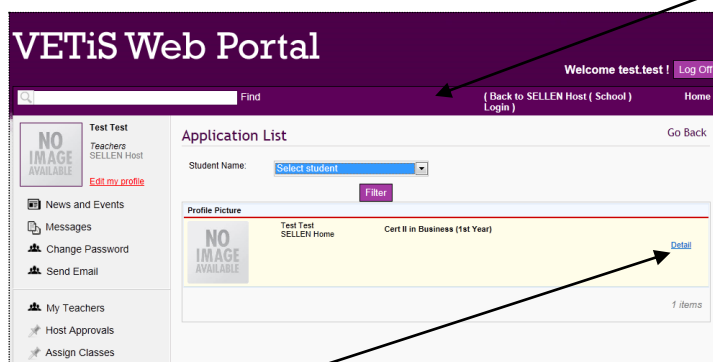 VETiS Web Portal
Welcome test.test ! Log Off
Find
( Back to SELLEN Host ( School ) Login )
Home
Test Test
Teachers
SELLEN Host
Edit my profile
NO IMAGE AVAILABLE
News and Events
Messages
Change Password
Send Email
My Teachers
Host Approvals
Assign Classes
Application List
Go Back
Student Name: Select student
Filter
Profile Picture
NO IMAGE AVAILABLE
Test Test
SELLEN Home
Cert II in Business (1st Year)
Detail
1 items